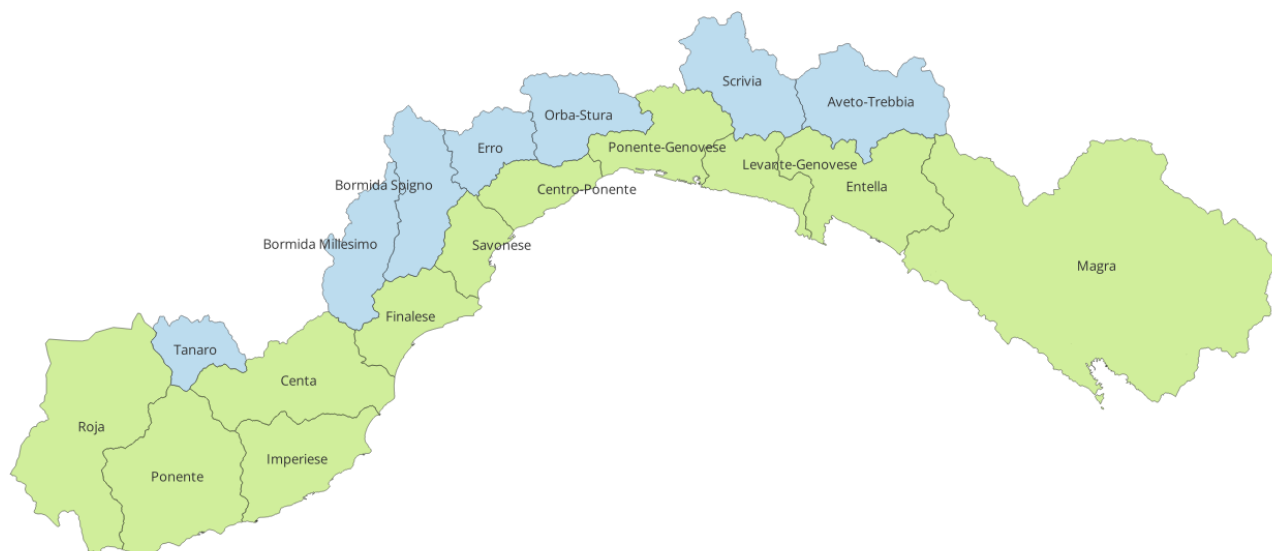 Scrivia
Aveto-Trebbia
Orba-Stura
Erro
Ponente-Genovese
Levante-Genovese
Bormida Spigno
Centro-Ponente
Entella
Bormida Millesimo
Savonese
Magra
Finalese
Tanaro
Centa
Roja
Imperiese
Ponente